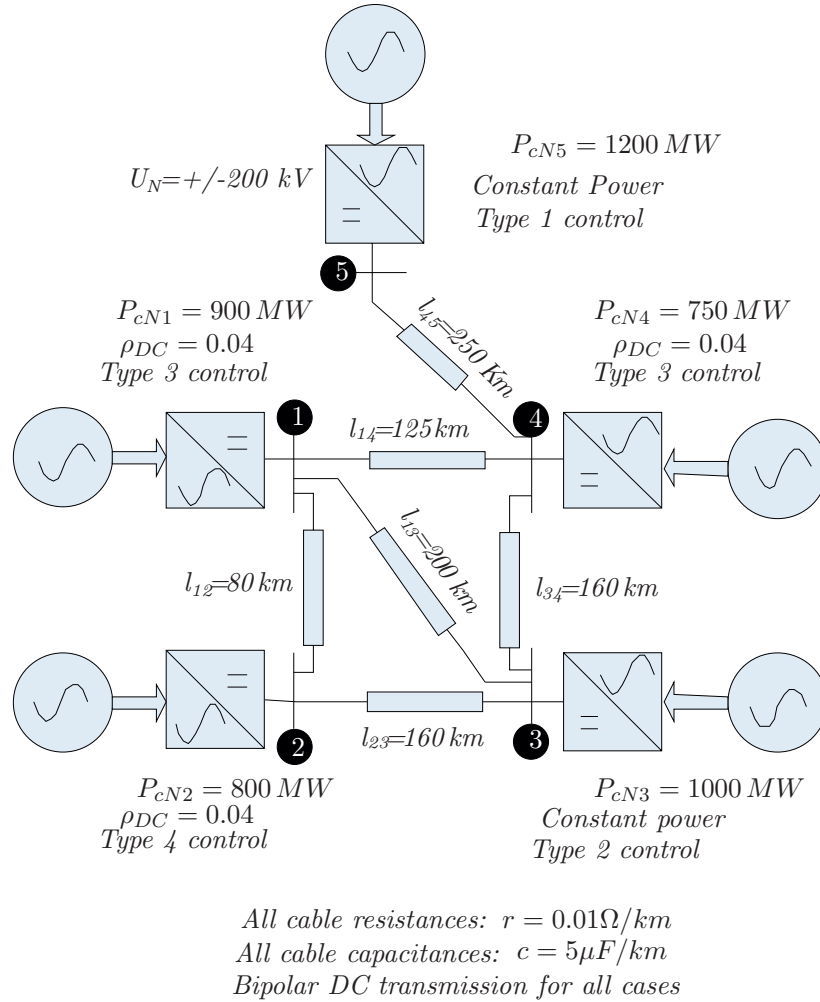 P_{cN5} = 1200 MW
U_N=+/-200 kV
Constant Power
Type 1 control
5
P_{cN1} = 900 MW
ρ_{DC} = 0.04
Type 3 control
l_{45}=250 Km
P_{cN4} = 750 MW
ρ_{DC} = 0.04
Type 3 control
1
4
l_{14}=125km
l_{13}=200 km
l_{12}=80 km
l_{34}=160 km
l_{23}=160 km
2
3
P_{cN2} = 800 MW
ρ_{DC} = 0.04
Type 4 control
P_{cN3} = 1000 MW
Constant power
Type 2 control
All cable resistances: r = 0.01Ω/km
All cable capacitances: c = 5μF/km
Bipolar DC transmission for all cases